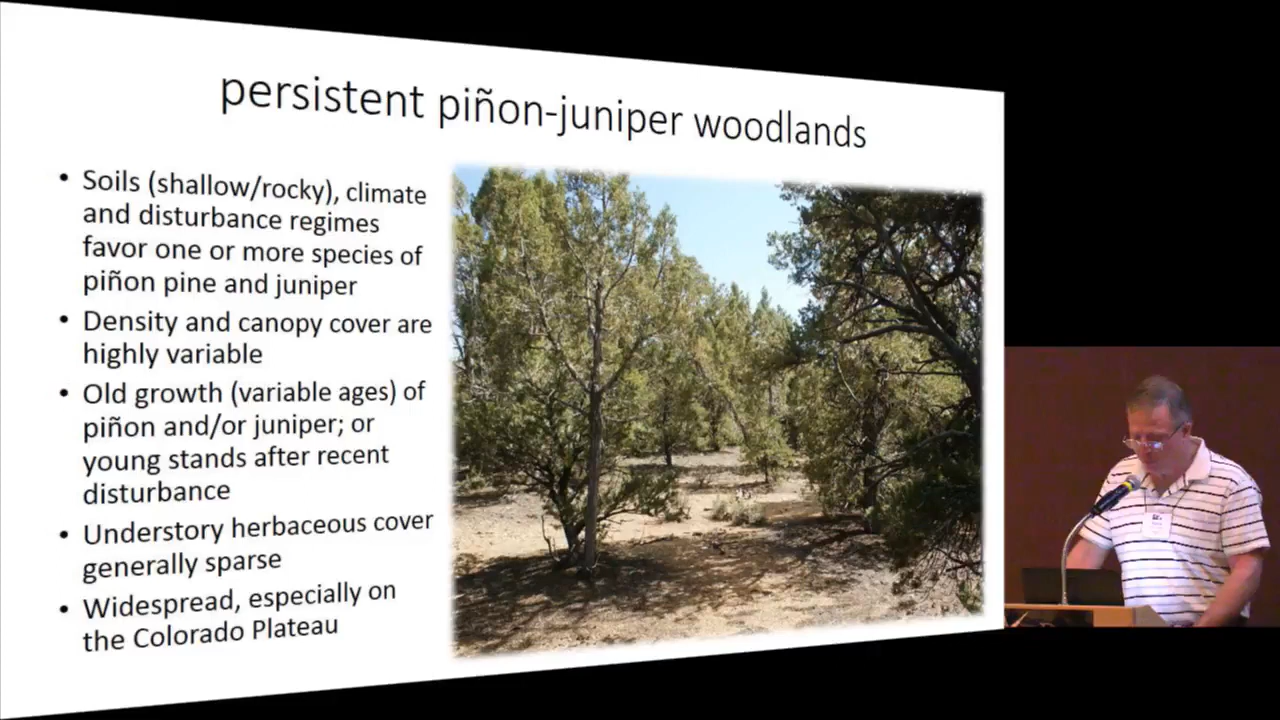 persistent piñon-juniper woodlands
• Soils (shallow/rocky), climate
and disturbance regimes
favor one or more species of
piñon pine and juniper
• Density and canopy cover are
highly variable
• Old growth (variable ages) of
piñon and/or juniper; or
young stands after recent
disturbance
• Understory herbaceous cover
generally sparse
• Widespread, especially on
the Colorado Plateau